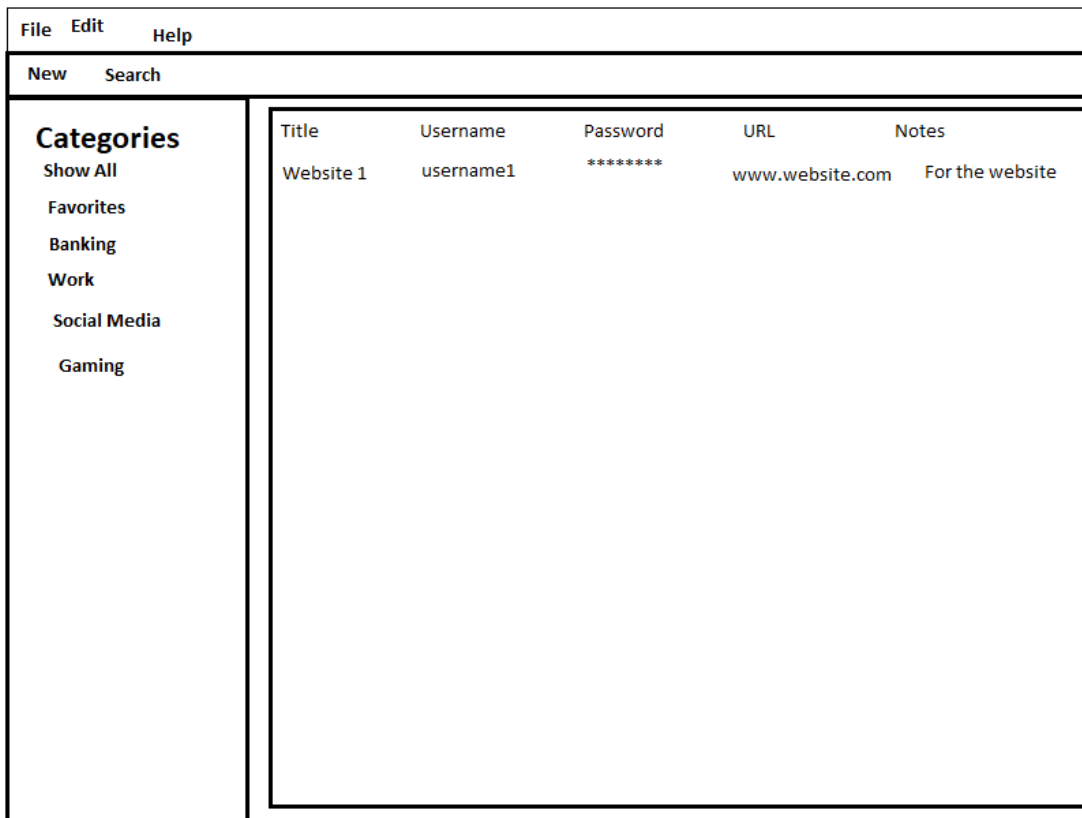 File Edit Help
New Search
Categories
Show All
Favorites
Banking
Work
Social Media
Gaming
Title Username Password URL Notes
Website 1 username1 ******** www.website.com For the website